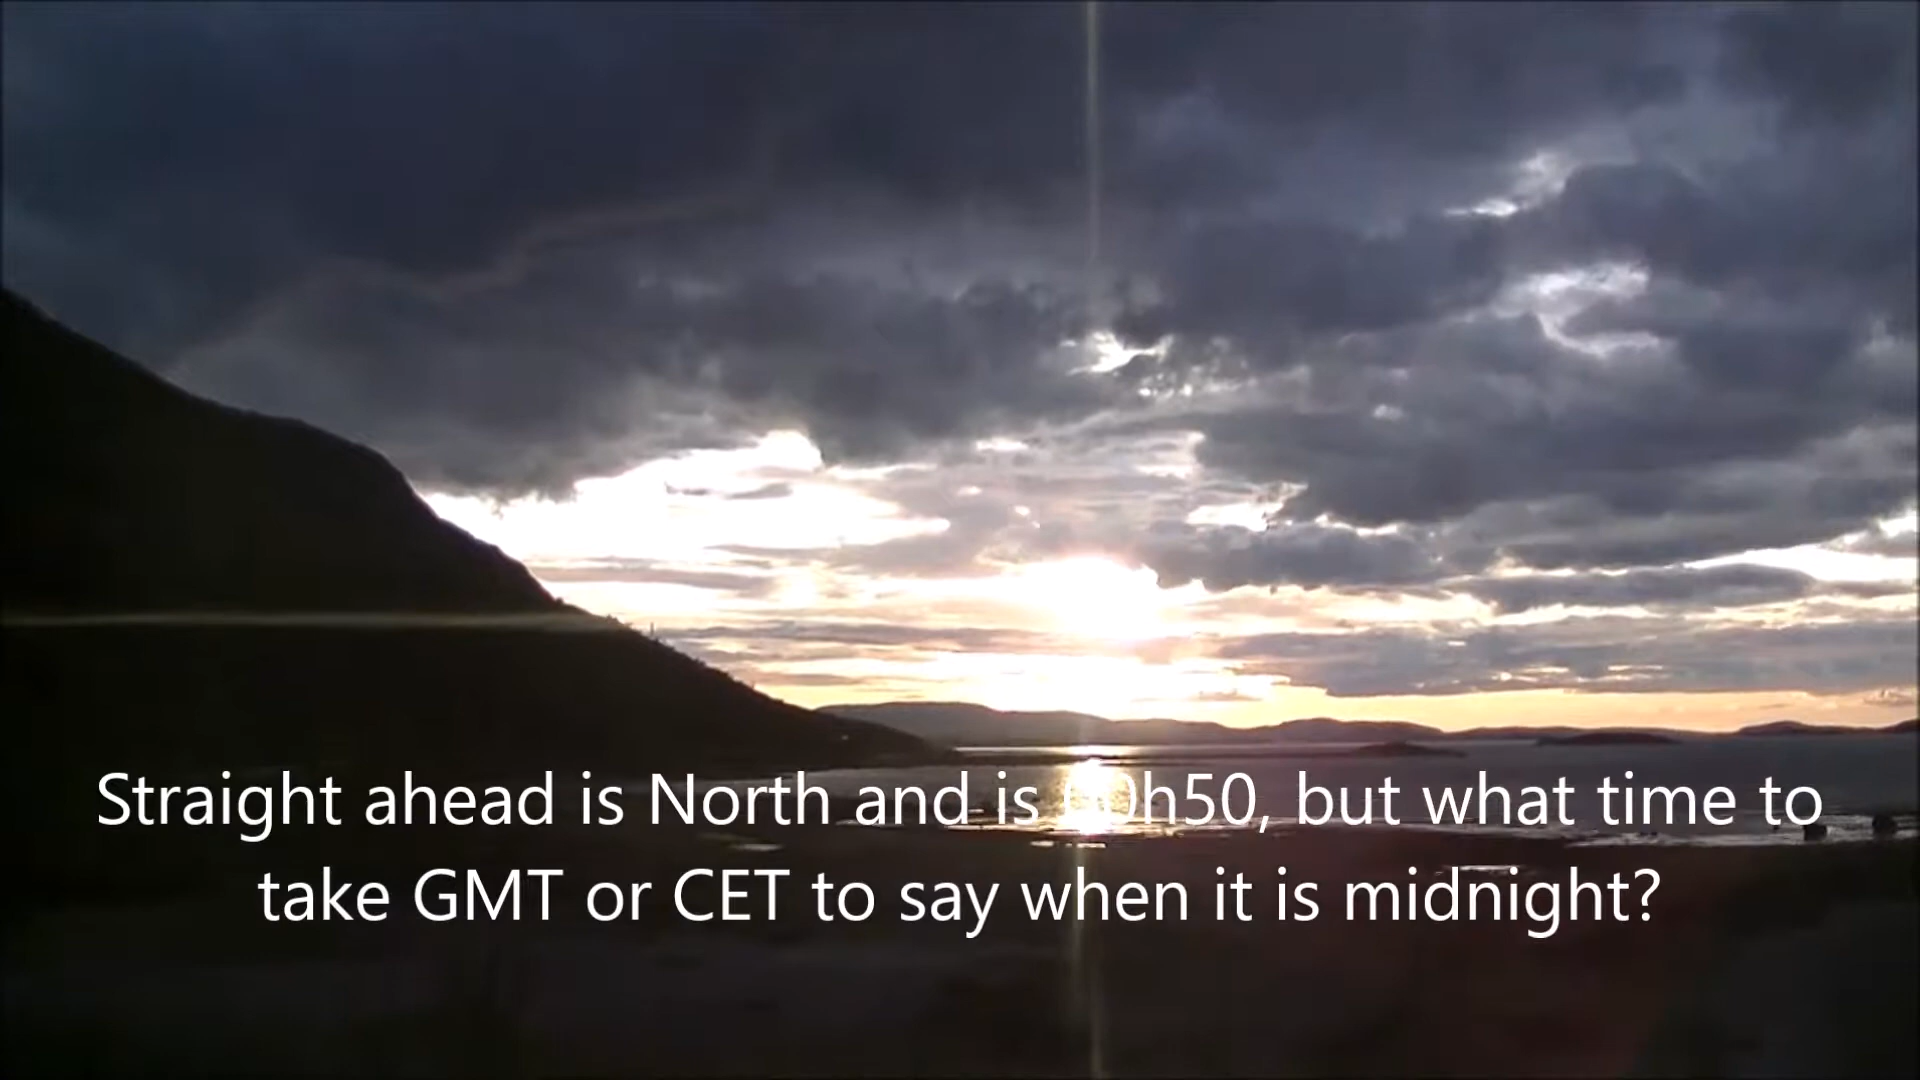 Straight ahead is North and is 00h50, but what time to
take GMT or CET to say when it is midnight?